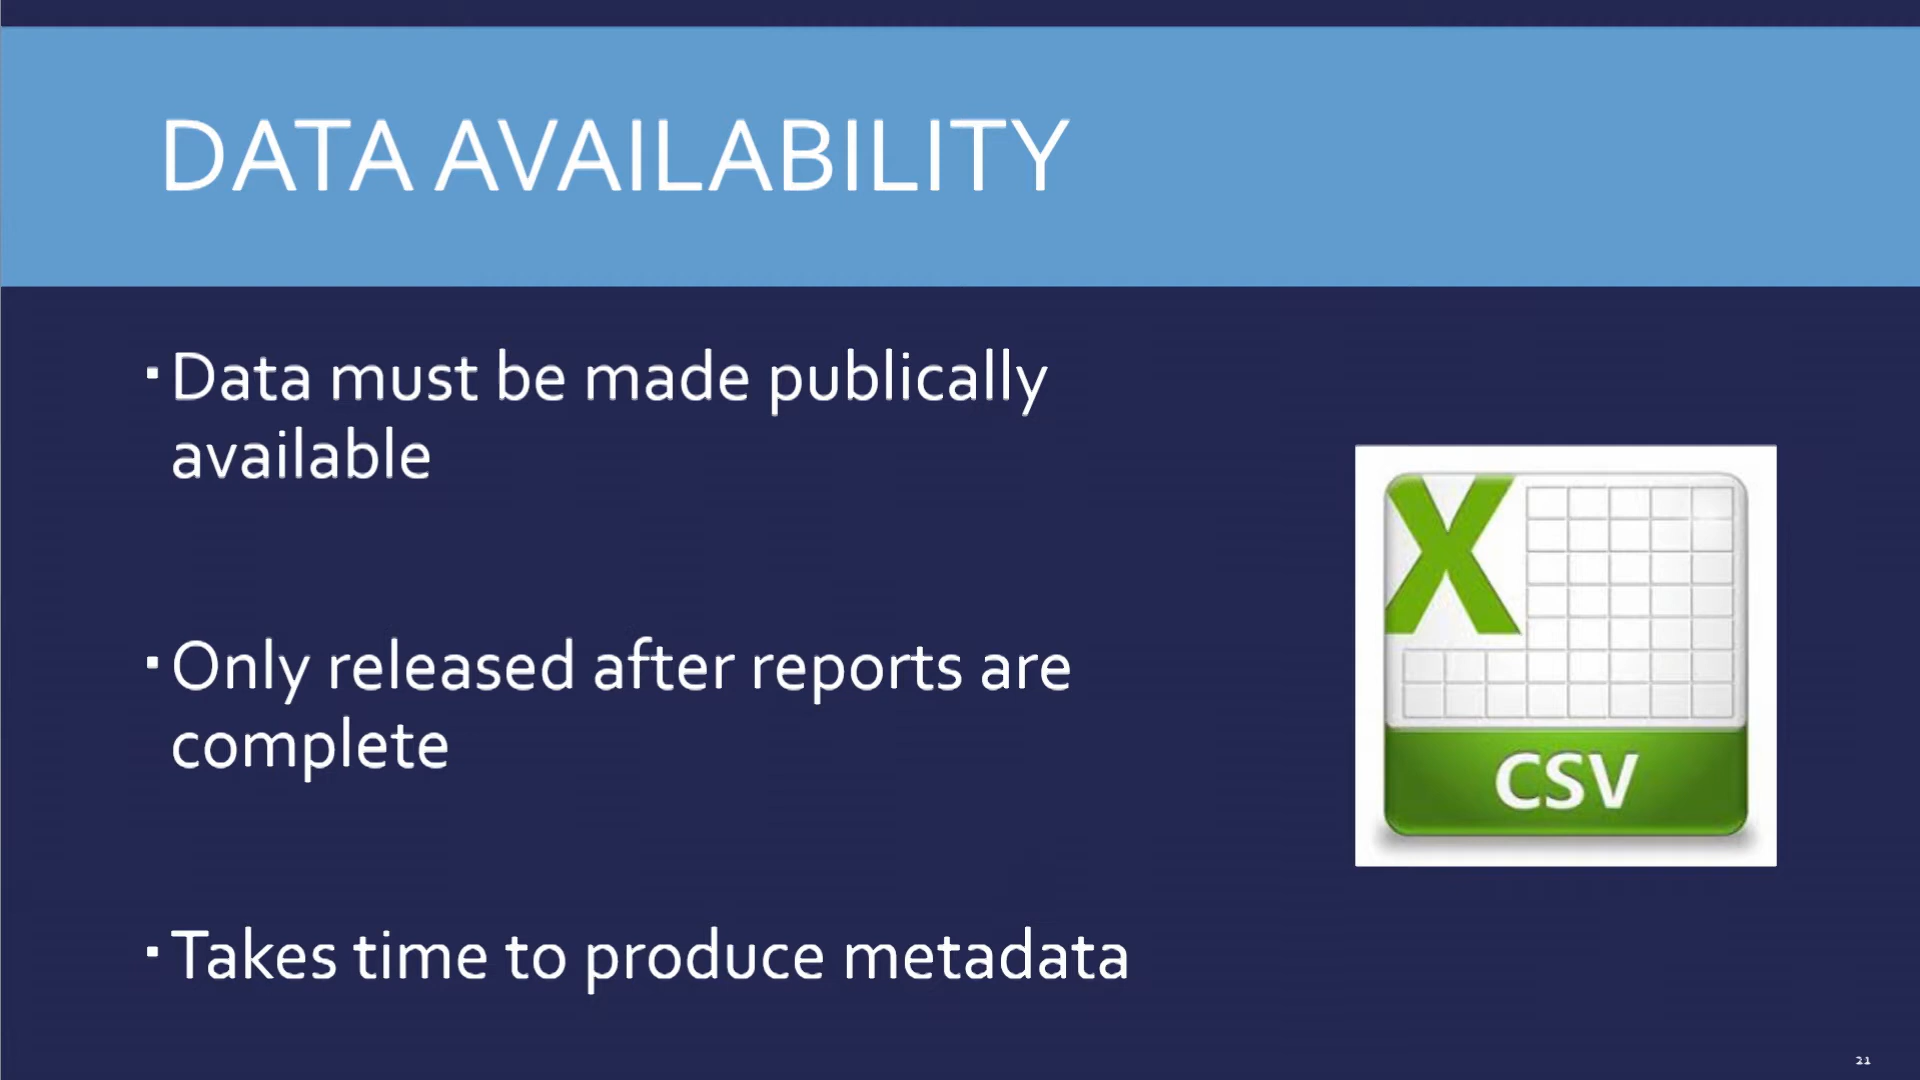 DATA AVAILABILITY
▪ Data must be made publically
available
▪ Only released after reports are
complete
▪ Takes time to produce metadata
X
CSV
21